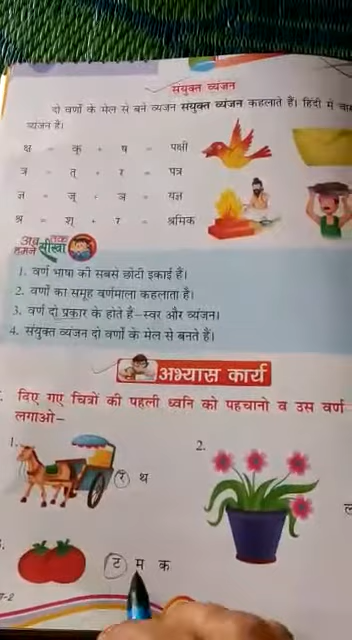 संयुक्त व्यंजन
दो वर्णों के मेल से बने व्यंजन संयुक्त व्यंजन कहलाते हैं। हिंदी में
व्यंजन हैं।
क्ष = क् + ष = पक्षी
त्र = त् + र = पत्र
ज्ञ = ज् + ञ = यज्ञ
श्र = श् + र = श्रमिक
अब तक
हमने सीखा
1. वर्ण भाषा की सबसे छोटी इकाई हैं।
2. वर्णों का समूह वर्णमाला कहलाता है।
3. वर्ण दो प्रकार के होते हैं–स्वर और व्यंजन।
4. संयुक्त व्यंजन दो वर्णों के मेल से बनते हैं।
अभ्यास कार्य
दिए गए चित्रों की पहली ध्वनि को पहचानो व उस वर्ण
लगाओ–
1. र थ
2.
ट म क